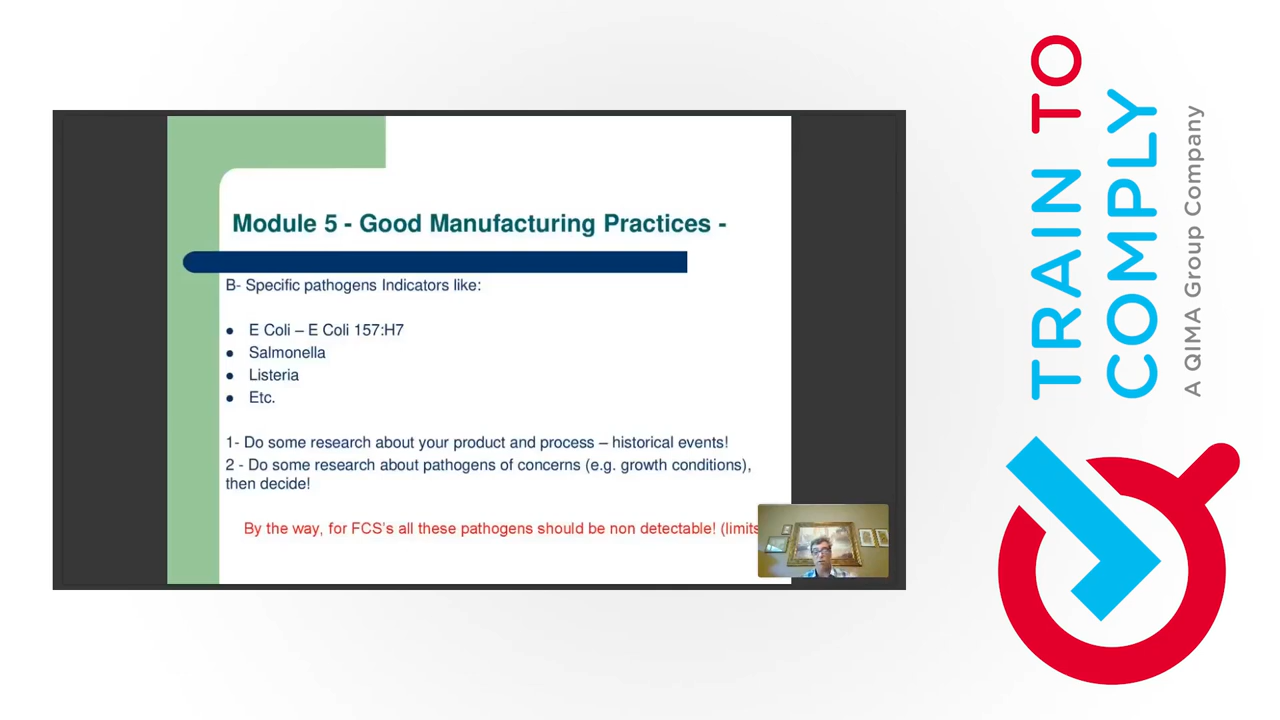 Module 5 - Good Manufacturing Practices -
B- Specific pathogens Indicators like:
● E Coli – E Coli 157:H7
● Salmonella
● Listeria
● Etc.
1- Do some research about your product and process – historical events!
2 - Do some research about pathogens of concerns (e.g. growth conditions),
then decide!
By the way, for FCS's all these pathogens should be non detectable! (limits
TRAIN TO
COMPLY
A QIMA Group Company